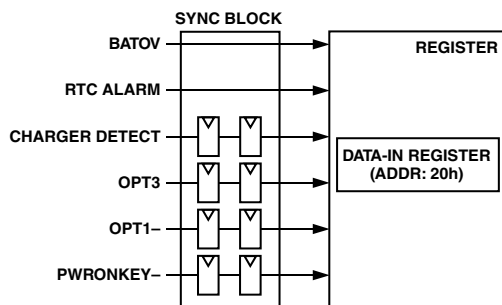 SYNC BLOCK
BATOV
REGISTER
RTC ALARM
CHARGER DETECT
DATA-IN REGISTER
(ADDR: 20h)
OPT3
OPT1–
PWRONKEY–